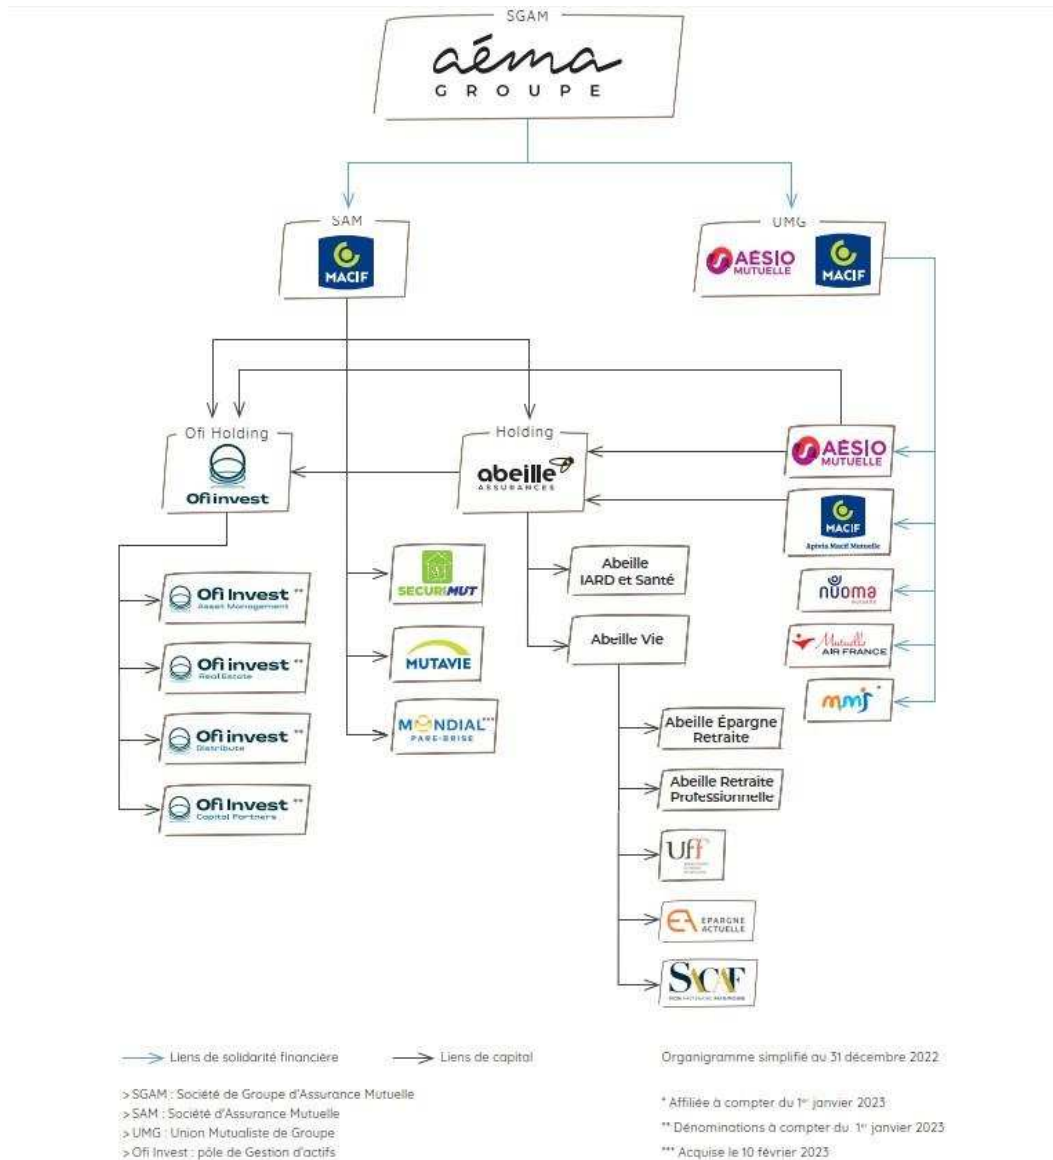 SGAM
aéma
GROUPE
SAM
MACIF
UMG
AÉSIO
MUTUELLE
MACIF
Ofi Holding
Ofi invest
Holding
abeille
ASSURANCES
AÉSIO
MUTUELLE
MACIF
Apivia Macif Mutuelle
nuoma
Mutuelle
AIR FRANCE
mmj *
Ofi Invest **
Asset Management
Ofi invest **
Real Estate
Ofi invest **
Distribute
Ofi Invest **
Capital Partners
SECURIMUT
MUTAVIE
MONDIAL ***
PARE-BRISE
Abeille
IARD et Santé
Abeille Vie
Abeille Épargne
Retraite
Abeille Retraite
Professionnelle
Uff
EA EPARGNE
ACTUELLE
SACAF
Liens de solidarité financière
Liens de capital
Organigramme simplifié au 31 décembre 2022
> SGAM : Société de Groupe d'Assurance Mutuelle
> SAM : Société d'Assurance Mutuelle
> UMG : Union Mutualiste de Groupe
> Ofi Invest : pôle de Gestion d'actifs
* Affiliée à compter du 1er janvier 2023
** Dénominations à compter du 1er janvier 2023
*** Acquise le 10 février 2023